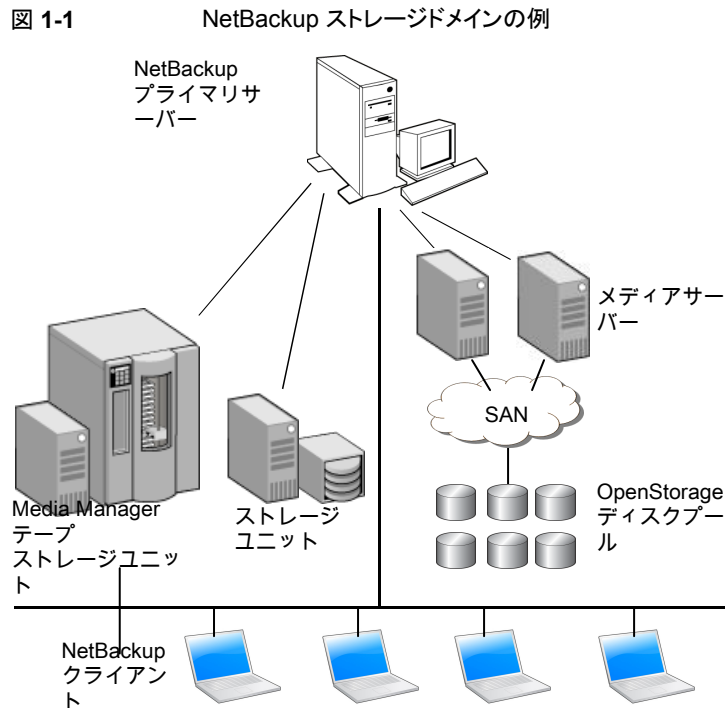 図 1-1 NetBackup ストレージドメインの例
NetBackup
プライマリサ
ーバー
メディアサー
バー
SAN
Media Manager
テープ
ストレージユニッ
ト
ストレージ
ユニット
OpenStorage
ディスクプー
ル
NetBackup
クライアン
ト